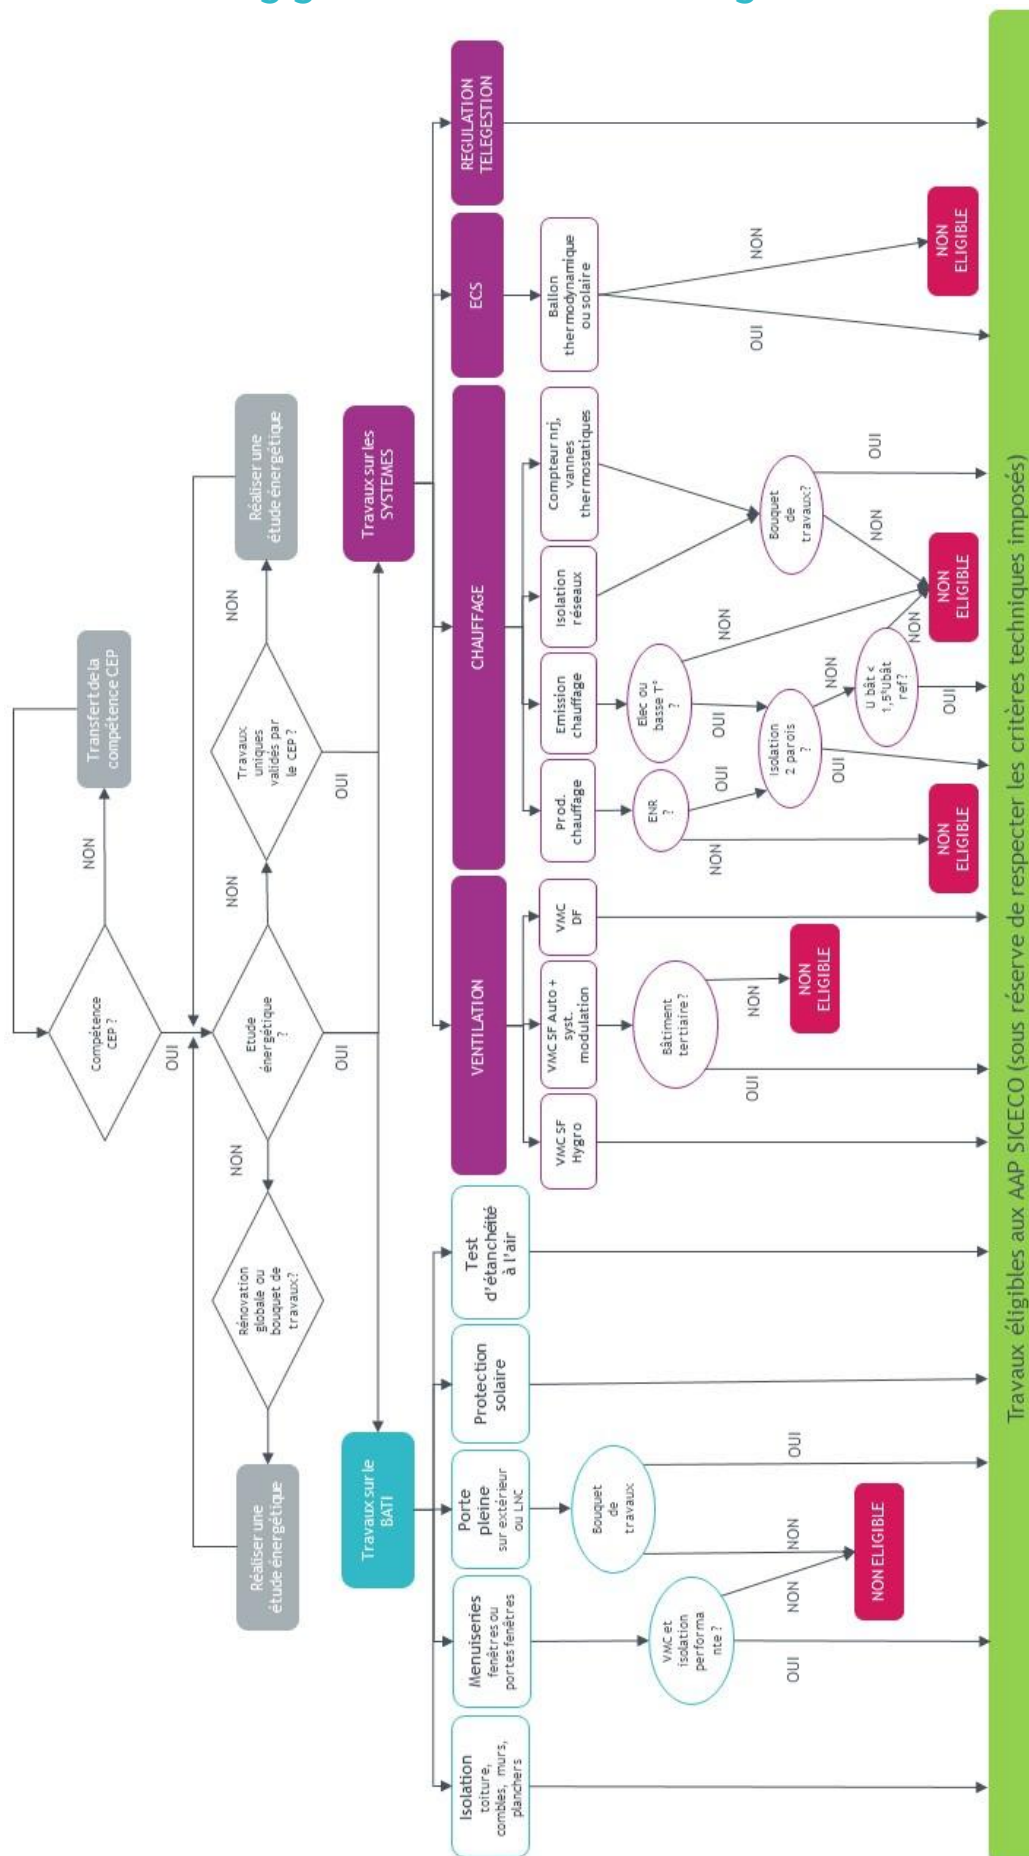 Compétence
CEP ?
NON
Transfert de la
compétence CEP
OUI
Réaliser une
étude énergétique
Rénovation
globale ou
bouquet de
travaux?
NON
Etude
énergétique
?
NON
Travaux
uniques
validés par
le CEP ?
NON
Réaliser une
étude énergétique
OUI
OUI
Travaux sur le
BATI
Travaux sur les
SYSTEMES
Isolation
toiture,
combles, murs,
planchers
Menuiseries
fenêtres ou
portes fenêtres
Porte
pleine
sur extérieur
ou LNC
Protection
solaire
Test
d'étanchéité
à l'air
VENTILATION
CHAUFFAGE
ECS
REGULATION
TELEGESTION
VMC SF
Hygro
VMC SF Auto +
syst.
modulation
VMC
DF
Prod.
chauffage
Emission
chauffage
Isolation
réseaux
Compteur nrj,
vannes
thermostatiques
Ballon
thermodynamique
ou solaire
VMC et
isolation
performa
nte ?
Bouquet
de
travaux
Bâtiment
tertiaire?
ENR
?
Elec ou
basse T°
?
NON
OUI
OUI
NON
Isolation
2 parois
?
Bouquet
de
travaux?
OUI
NON
OUI
NON
NON
OUI
OUI
NON
NON
ELIGIBLE
OUI
NON
u bât <
1,5*Ubât
ref?
NON
OUI
NON
OUI
NON ELIGIBLE
NON
ELIGIBLE
NON
ELIGIBLE
NON
ELIGIBLE
OUI
NON
Travaux éligibles aux AAP SICECO (sous réserve de respecter les critères techniques imposés)